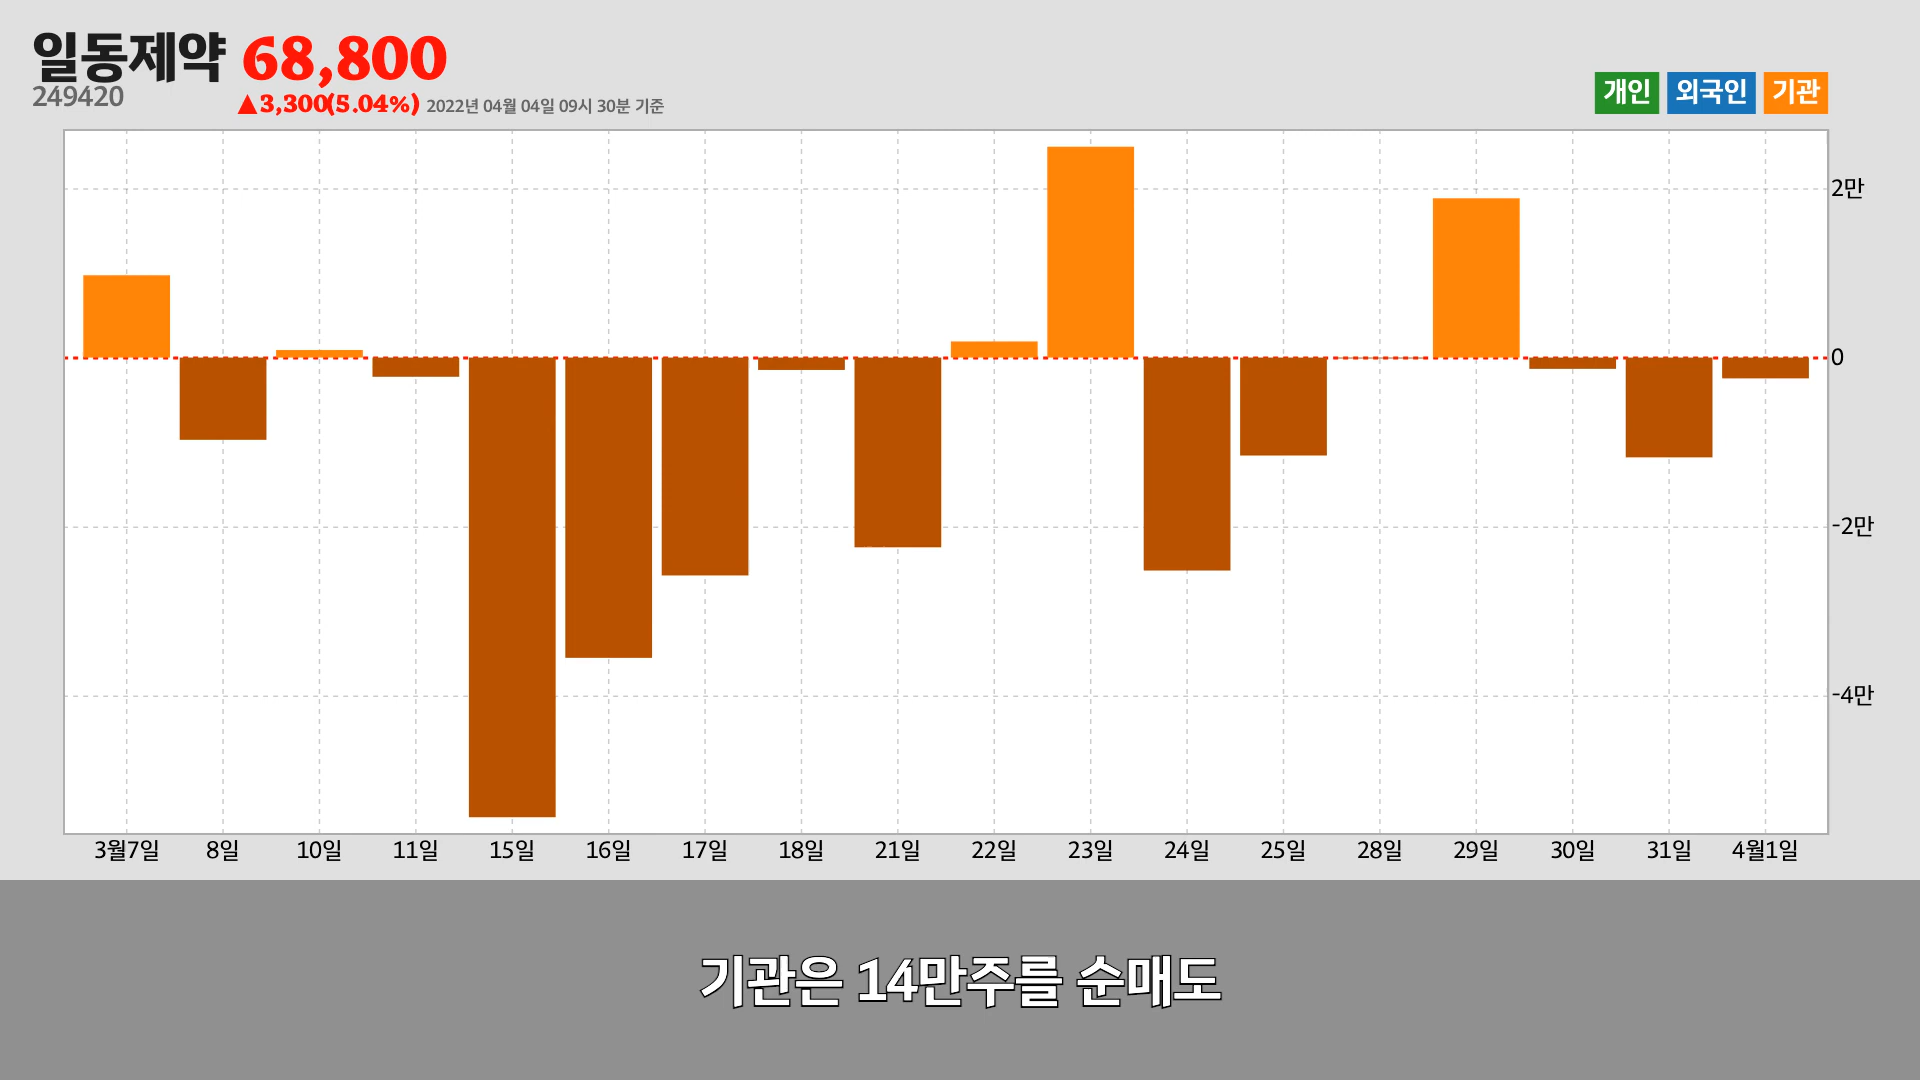 일동제약 68,800
249420
▲3,300(5.04%) 2022년 04월 04일 09시 30분 기준
개인 외국인 기관
2만
0
-2만
-4만
3월7일 8일 10일 11일 15일 16일 17일 18일 21일 22일 23일 24일 25일 28일 29일 30일 31일 4월1일
기관은 14만주를 순매도